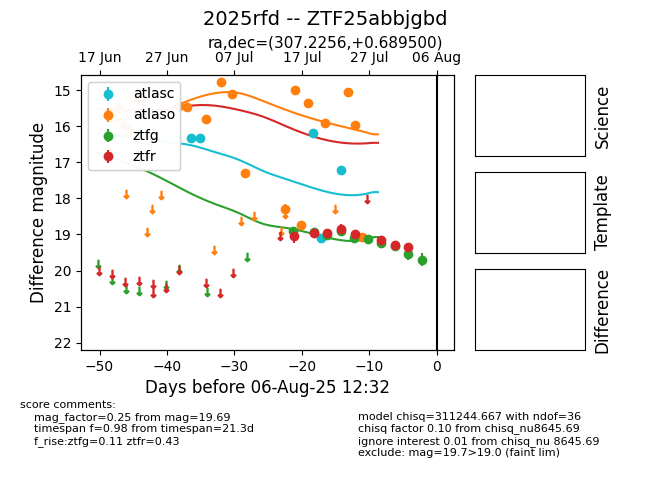 2025rfd -- ZTF25abbjgbd
ra,dec=(307.2256,+0.689500)
17 Jun 27 Jun 07 Jul 17 Jul 27 Jul 06 Aug
atlasc
atlaso
ztfg
ztfr
15
16
17
18
19
20
21
22
Difference magnitude
−50 −40 −30 −20 −10 0
Days before 06-Aug-25 12:32
Science
Template
Difference
score comments:
mag_factor=0.25 from mag=19.69
timespan f=0.98 from timespan=21.3d
f_rise:ztfg=0.11 ztfr=0.43
model chisq=311244.667 with ndof=36
chisq factor 0.10 from chisq_nu8645.69
ignore interest 0.01 from chisq_nu 8645.69
exclude: mag=19.7>19.0 (faint lim)